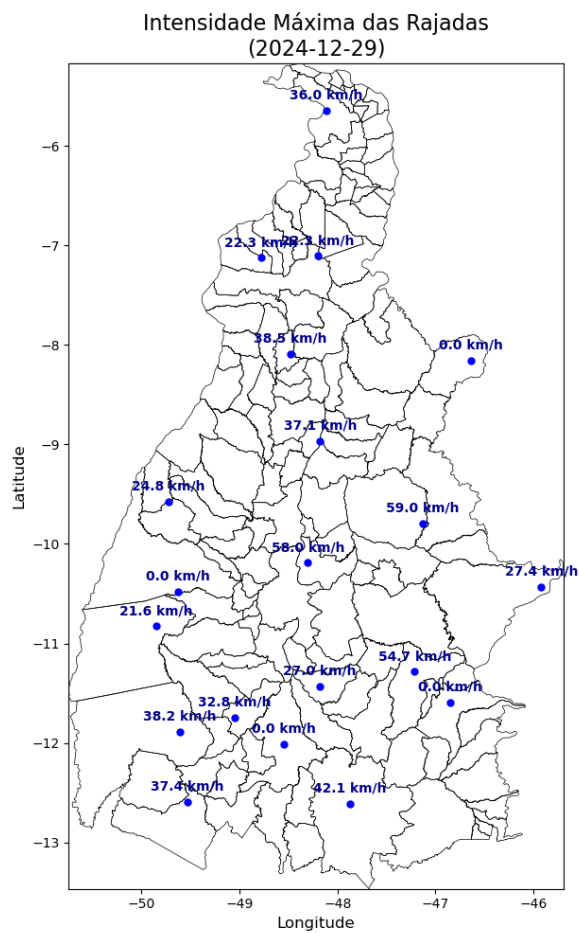 Intensidade Máxima das Rajadas
(2024-12-29)
36.0 km/h
22.3 km/h
22.3 km/h
38.5 km/h
0.0 km/h
37.1 km/h
24.8 km/h
59.0 km/h
58.0 km/h
0.0 km/h
27.4 km/h
21.6 km/h
54.7 km/h
27.0 km/h
0.0 km/h
32.8 km/h
38.2 km/h
0.0 km/h
37.4 km/h
42.1 km/h
−6
−7
−8
−9
−10
−11
−12
−13
Latitude
−50
−49
−48
−47
−46
Longitude